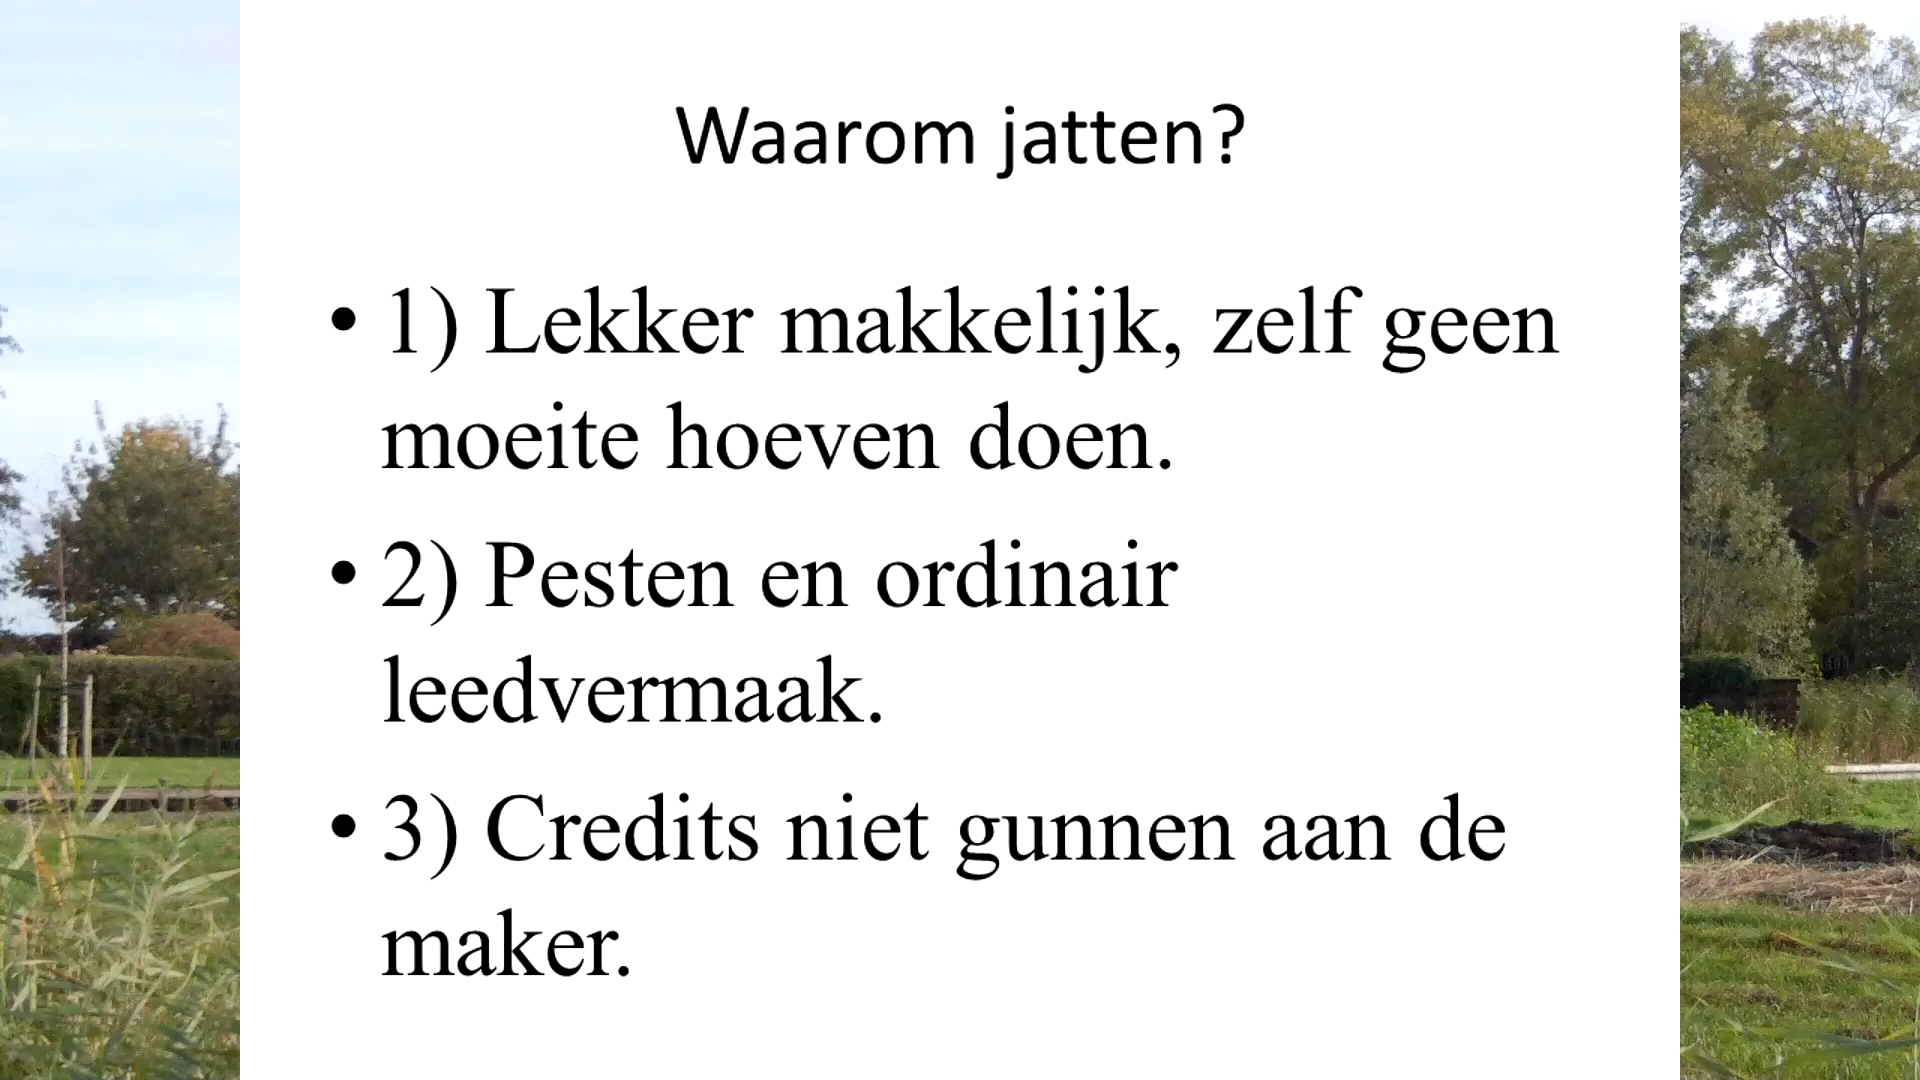 Waarom jatten?
• 1) Lekker makkelijk, zelf geen
moeite hoeven doen.
• 2) Pesten en ordinair
leedvermaak.
• 3) Credits niet gunnen aan de
maker.